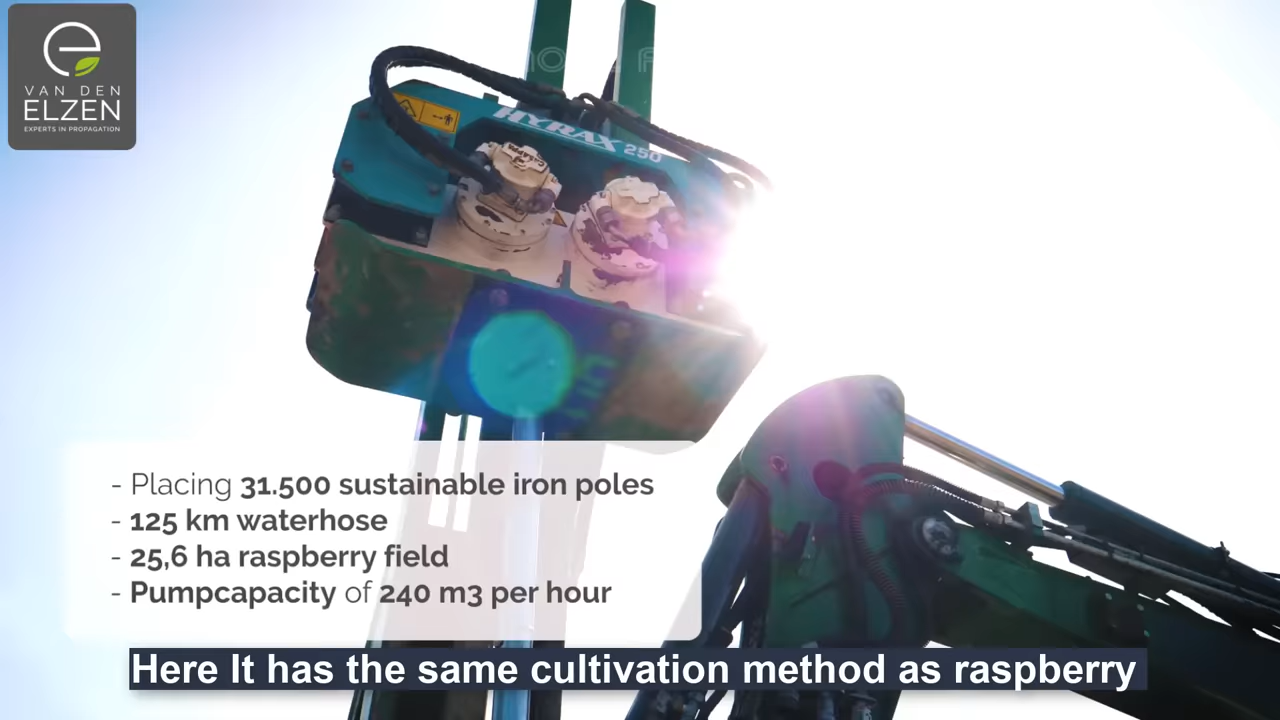 VAN DEN
ELZEN
EXPERTS IN PROPAGATION
HYRAX 250
- Placing 31.500 sustainable iron poles
- 125 km waterhose
- 25,6 ha raspberry field
- Pumpcapacity of 240 m3 per hour
Here It has the same cultivation method as raspberry